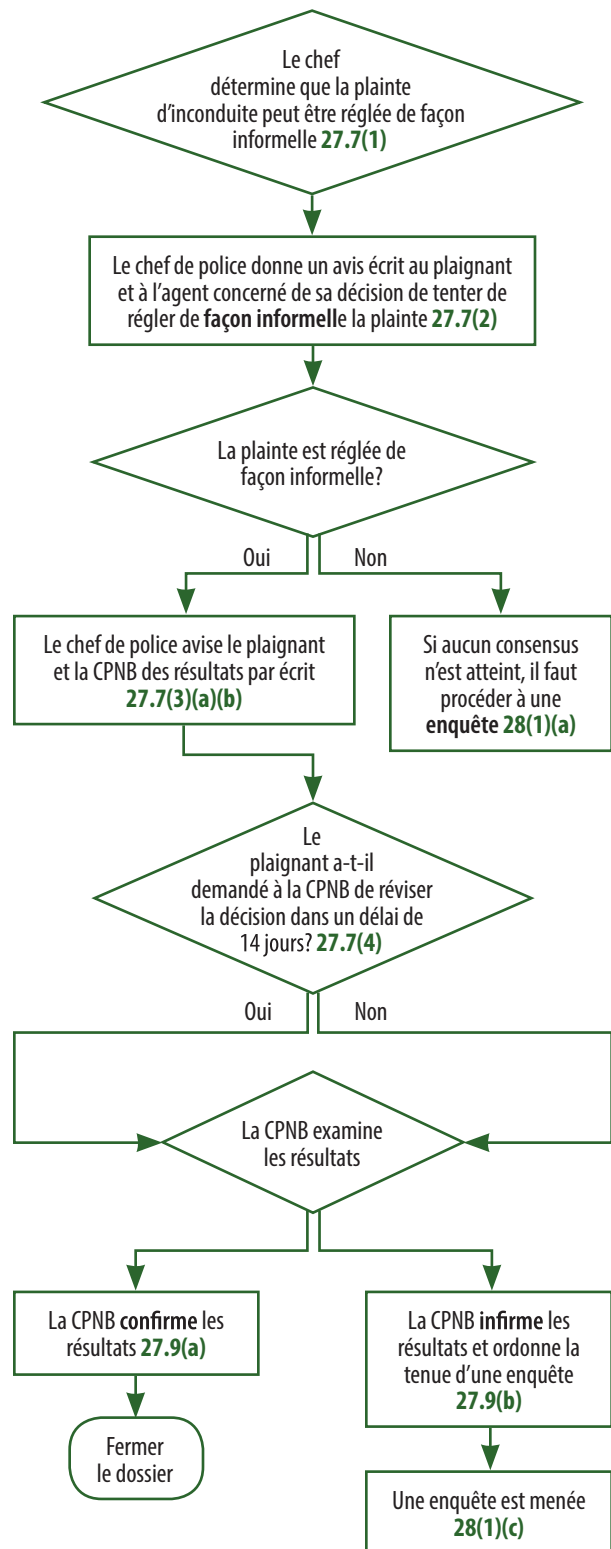 Le chef
détermine que la plainte
d’inconduite peut être réglée de façon
informelle 27.7(1)
Le chef de police donne un avis écrit au plaignant
et à l’agent concerné de sa décision de tenter de
régler de façon informelle la plainte 27.7(2)
La plainte est réglée de
façon informelle?
Oui
Non
Le chef de police avise le plaignant
et la CPNB des résultats par écrit
27.7(3)(a)(b)
Si aucun consensus
n’est atteint, il faut
procéder à une
enquête 28(1)(a)
Le
plaignant a-t-il
demandé à la CPNB de réviser
la décision dans un délai de
14 jours? 27.7(4)
Oui
Non
La CPNB examine
les résultats
La CPNB confirme les
résultats 27.9(a)
Fermer
le dossier
La CPNB infirme les
résultats et ordonne la
tenue d’une enquête
27.9(b)
Une enquête est menée
28(1)(c)